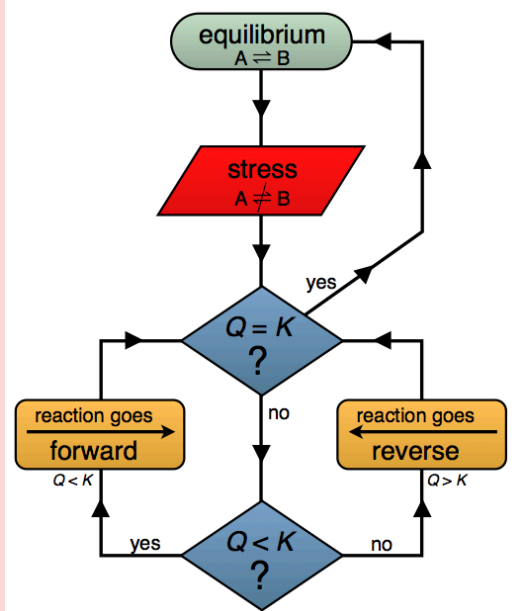 equilibrium
A ⇌ B
stress
A ⇌̸ B
yes
Q = K
?
no
reaction goes
forward
Q < K
reaction goes
reverse
Q > K
yes
Q < K
?
no